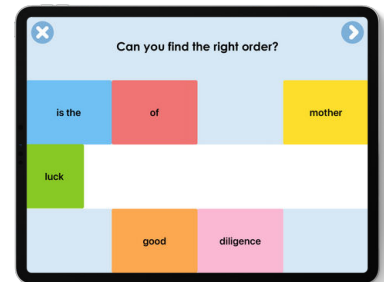 Can you find the right order?
is the of mother
luck
good diligence